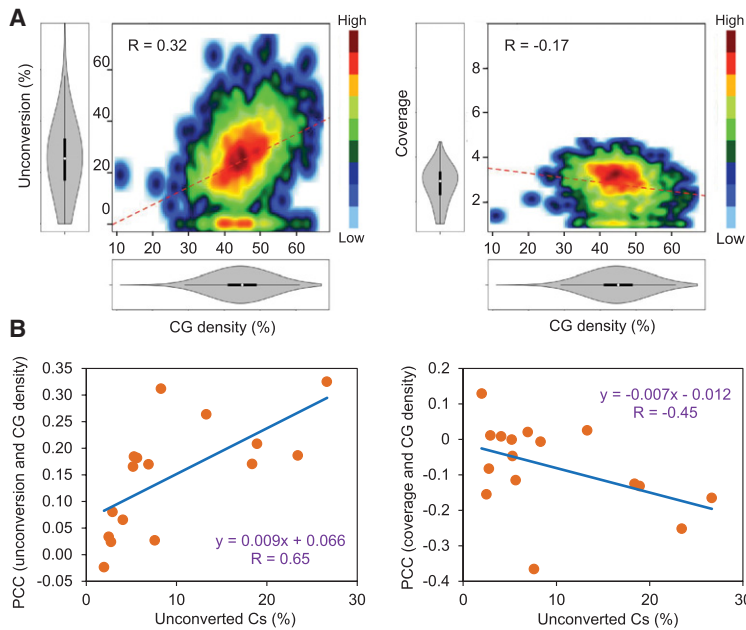 A
R = 0.32
High
Unconversion (%)
60
40
20
0
Low
10 20 30 40 50 60
CG density (%)
R = -0.17
High
Coverage
8
6
4
2
Low
10 20 30 40 50 60
CG density (%)
B
PCC (unconversion and CG density)
0.35
0.30
0.25
0.20
0.15
0.10
0.05
0.00
-0.05
y = 0.009x + 0.066
R = 0.65
0 10 20 30
Unconverted Cs (%)
PCC (coverage and CG density)
0.2
0.1
0
-0.1
-0.2
-0.3
-0.4
y = -0.007x - 0.012
R = -0.45
0 10 20 30
Unconverted Cs (%)